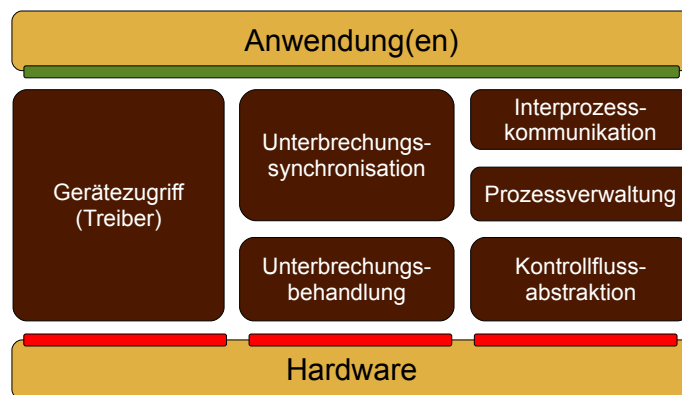 Anwendung(en)
Gerätezugriff
(Treiber)
Unterbrechungs-
synchronisation
Unterbrechungs-
behandlung
Interprozess-
kommunikation
Prozessverwaltung
Kontrollfluss-
abstraktion
Hardware